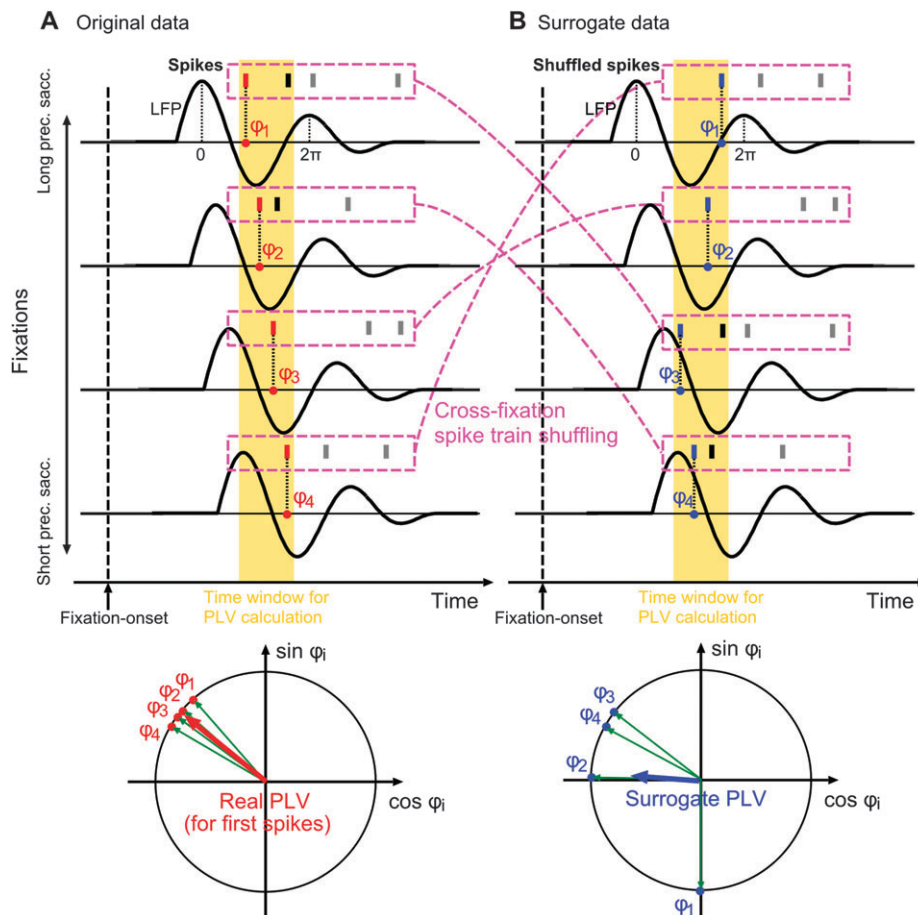 A Original data
Spikes
LFP
φ1
0
2π
φ2
φ3
φ4
Long prec. sacc.
Fixations
Short prec. sacc.
Fixation-onset
Time window for
PLV calculation
Time
Cross-fixation
spike train shuffling
B Surrogate data
Shuffled spikes
LFP
φ1
0
2π
φ2
φ3
φ4
Fixation-onset
Time window for
PLV calculation
Time
sin φi
φ1
φ2
φ3
φ4
cos φi
Real PLV
(for first spikes)
sin φi
φ3
φ4
φ2
cos φi
Surrogate PLV
φ1